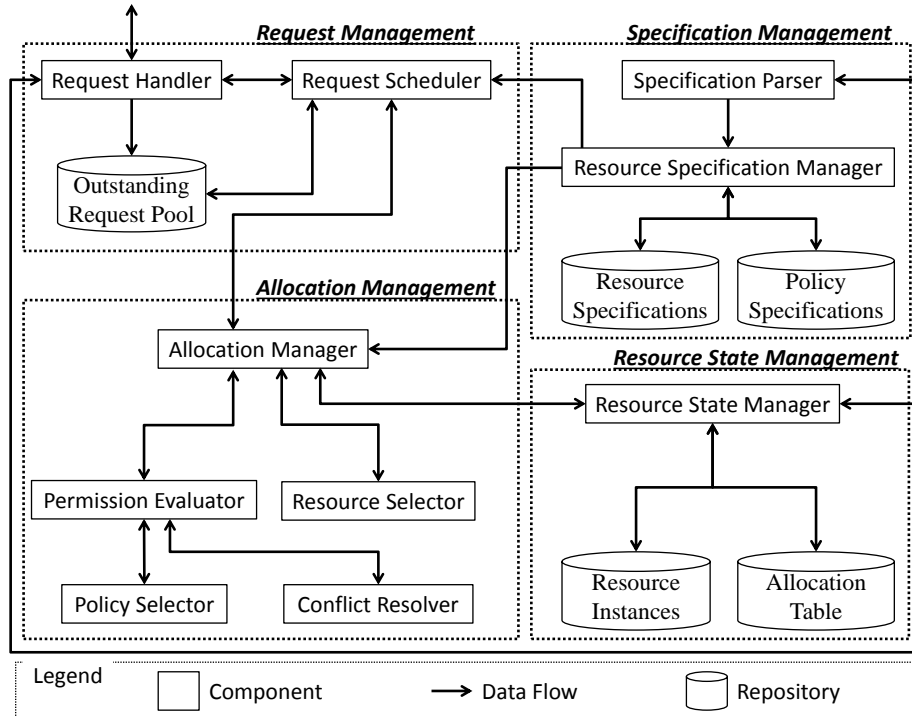 Request Management
Request Handler
Request Scheduler
Outstanding
Request Pool
Specification Management
Specification Parser
Resource Specification Manager
Resource
Specifications
Policy
Specifications
Allocation Management
Allocation Manager
Permission Evaluator
Resource Selector
Policy Selector
Conflict Resolver
Resource State Management
Resource State Manager
Resource
Instances
Allocation
Table
Legend
Component
Data Flow
Repository